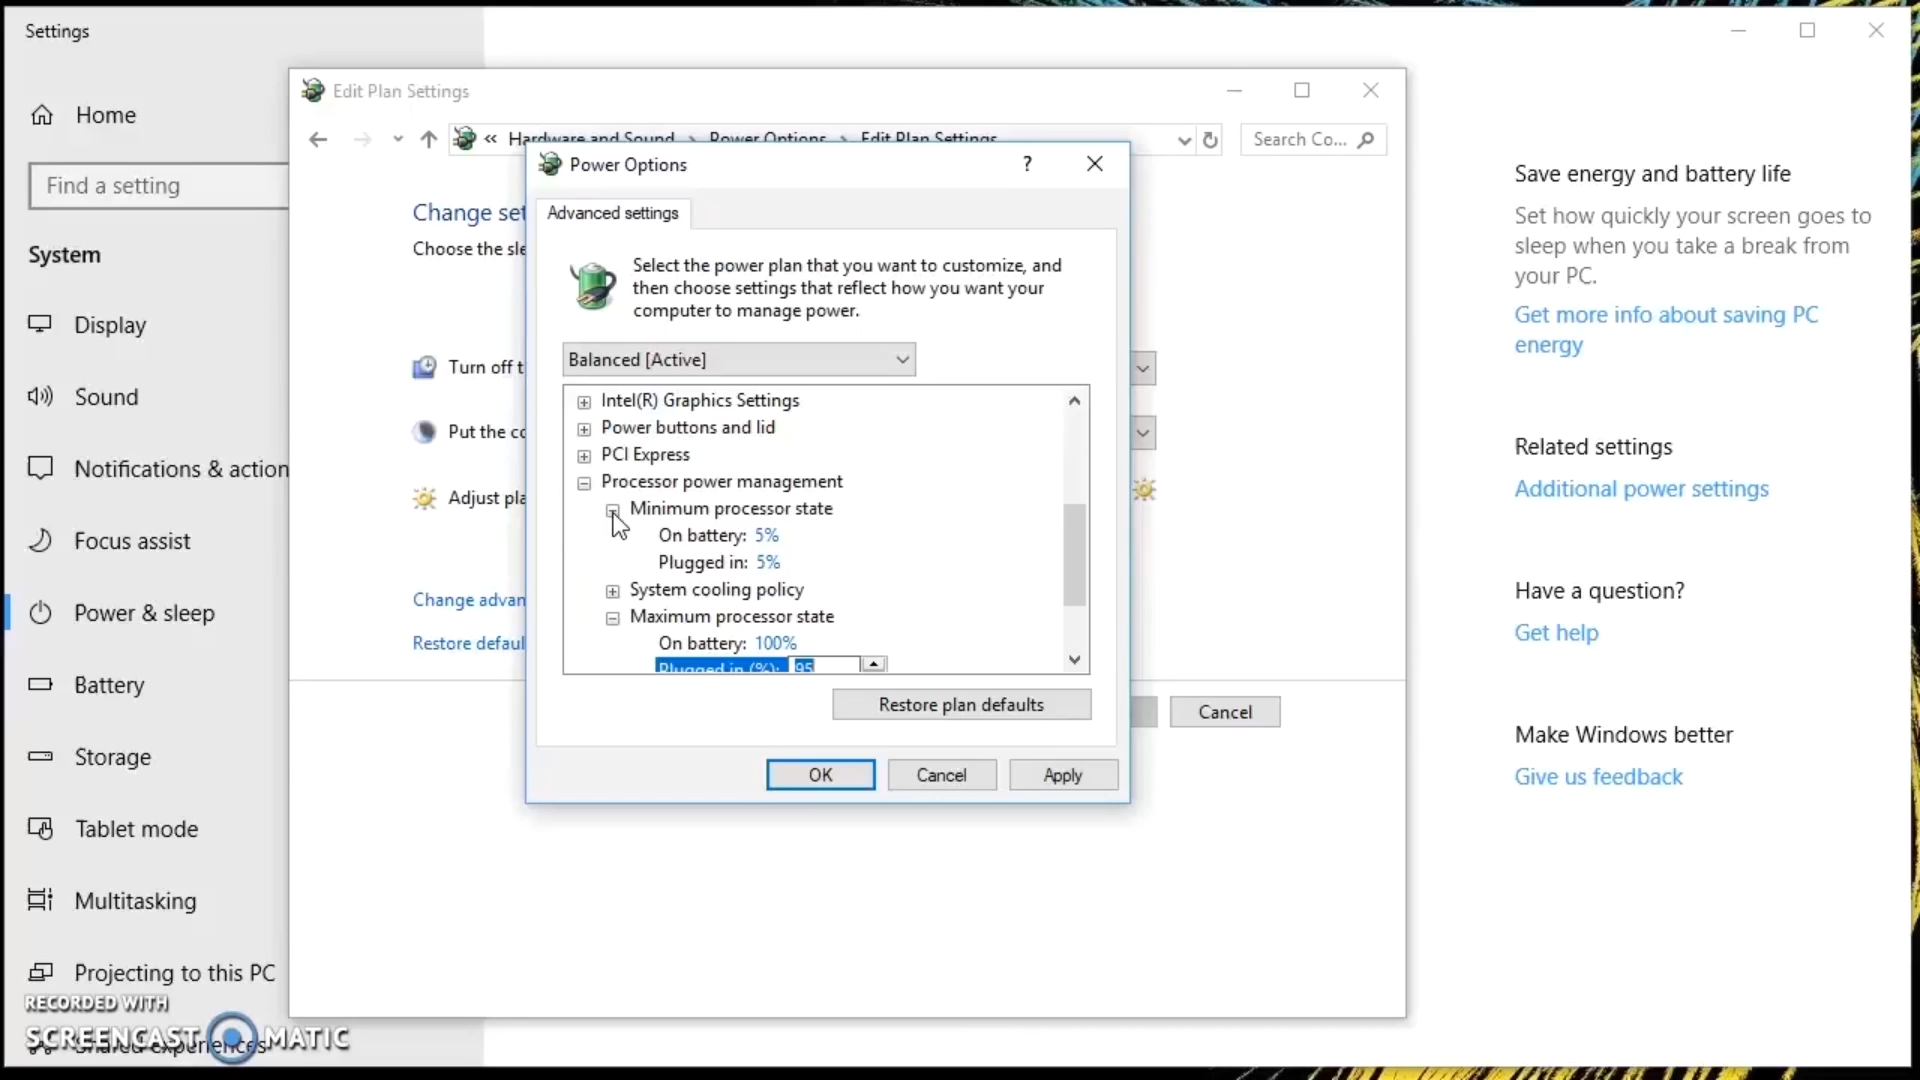 Settings
Home
Find a setting
System
Display
Sound
Notifications & action
Focus assist
Power & sleep
Battery
Storage
Tablet mode
Multitasking
Projecting to this PC
Shared experiences
RECORDED WITH
SCREENCAST MATIC
Edit Plan Settings
« Hardware and Sound > Power Options > Edit Plan Settings
Search Co...
Change set
Choose the sle
Turn off t
Put the co
Adjust pla
Change advan
Restore defaul
Cancel
Power Options
?
Advanced settings
Select the power plan that you want to customize, and
then choose settings that reflect how you want your
computer to manage power.
Balanced [Active]
Intel(R) Graphics Settings
Power buttons and lid
PCI Express
Processor power management
Minimum processor state
On battery: 5%
Plugged in: 5%
System cooling policy
Maximum processor state
On battery: 100%
Plugged in (%): 95
Restore plan defaults
OK
Cancel
Apply
Save energy and battery life
Set how quickly your screen goes to
sleep when you take a break from
your PC.
Get more info about saving PC
energy
Related settings
Additional power settings
Have a question?
Get help
Make Windows better
Give us feedback